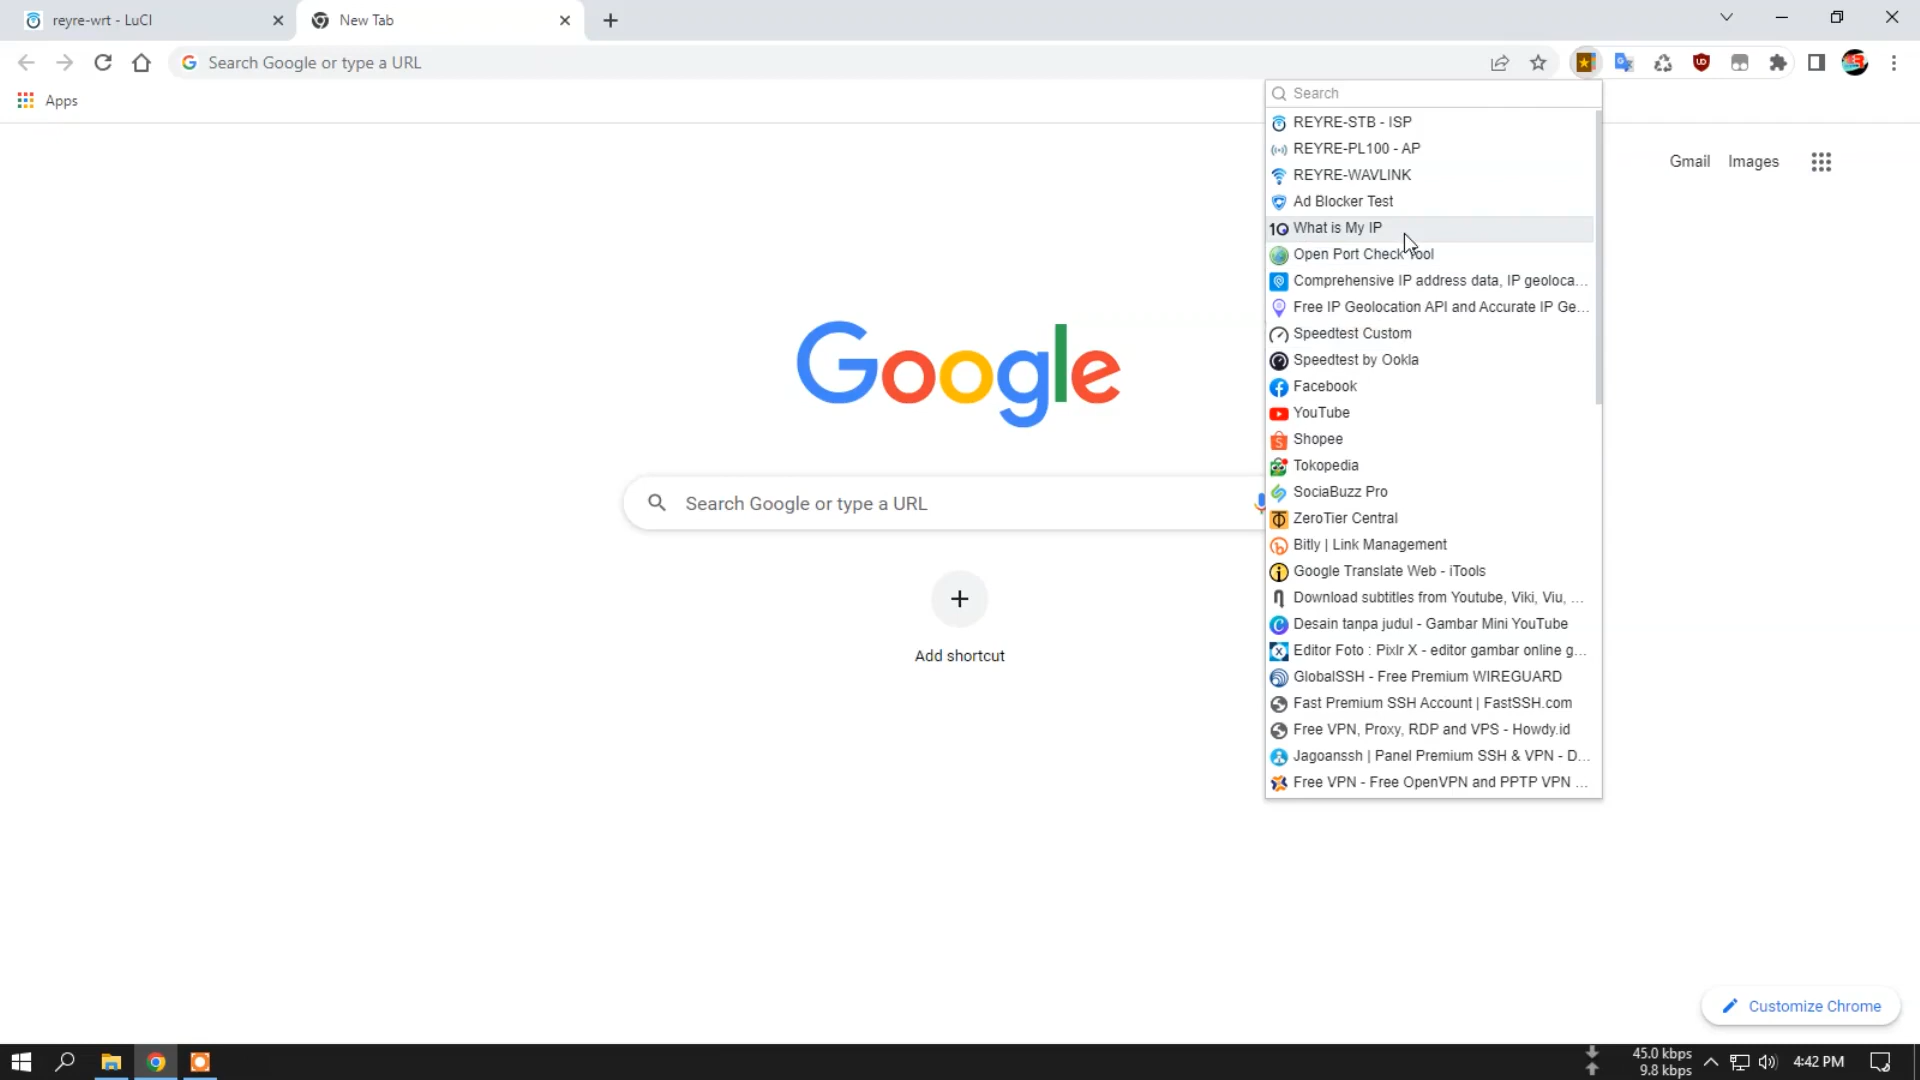 reyre-wrt - LuCI
New Tab
Search Google or type a URL
Apps
Search
REYRE-STB - ISP
REYRE-PL100 - AP
REYRE-WAVLINK
Ad Blocker Test
What is My IP
Open Port Check Tool
Comprehensive IP address data, IP geoloca...
Free IP Geolocation API and Accurate IP Ge...
Speedtest Custom
Speedtest by Ookla
Facebook
YouTube
Shopee
Tokopedia
SociaBuzz Pro
ZeroTier Central
Bitly | Link Management
Google Translate Web - iTools
Download subtitles from Youtube, Viki, Viu, ...
Desain tanpa judul - Gambar Mini YouTube
Editor Foto : Pixlr X - editor gambar online g...
GlobalSSH - Free Premium WIREGUARD
Fast Premium SSH Account | FastSSH.com
Free VPN, Proxy, RDP and VPS - Howdy.id
Jagoanssh | Panel Premium SSH & VPN - D...
Free VPN - Free OpenVPN and PPTP VPN ...
Gmail Images
Google
Search Google or type a URL
Add shortcut
Customize Chrome
45.0 kbps
9.8 kbps
4:42 PM